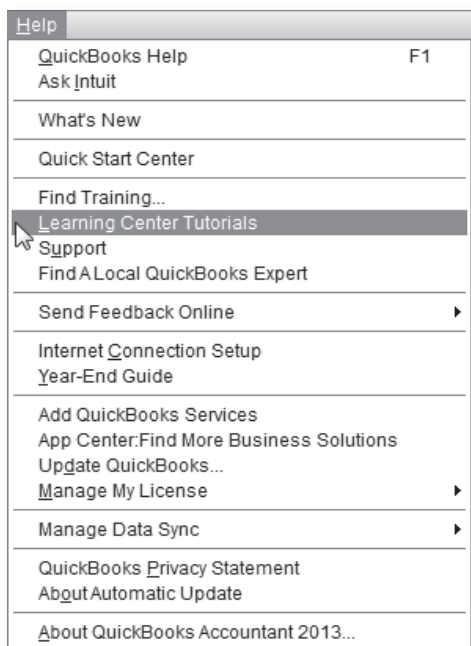 Help
QuickBooks Help F1
Ask Intuit
What's New
Quick Start Center
Find Training...
Learning Center Tutorials
Support
Find A Local QuickBooks Expert
Send Feedback Online
Internet Connection Setup
Year-End Guide
Add QuickBooks Services
App Center:Find More Business Solutions
Update QuickBooks...
Manage My License
Manage Data Sync
QuickBooks Privacy Statement
About Automatic Update
About QuickBooks Accountant 2013...